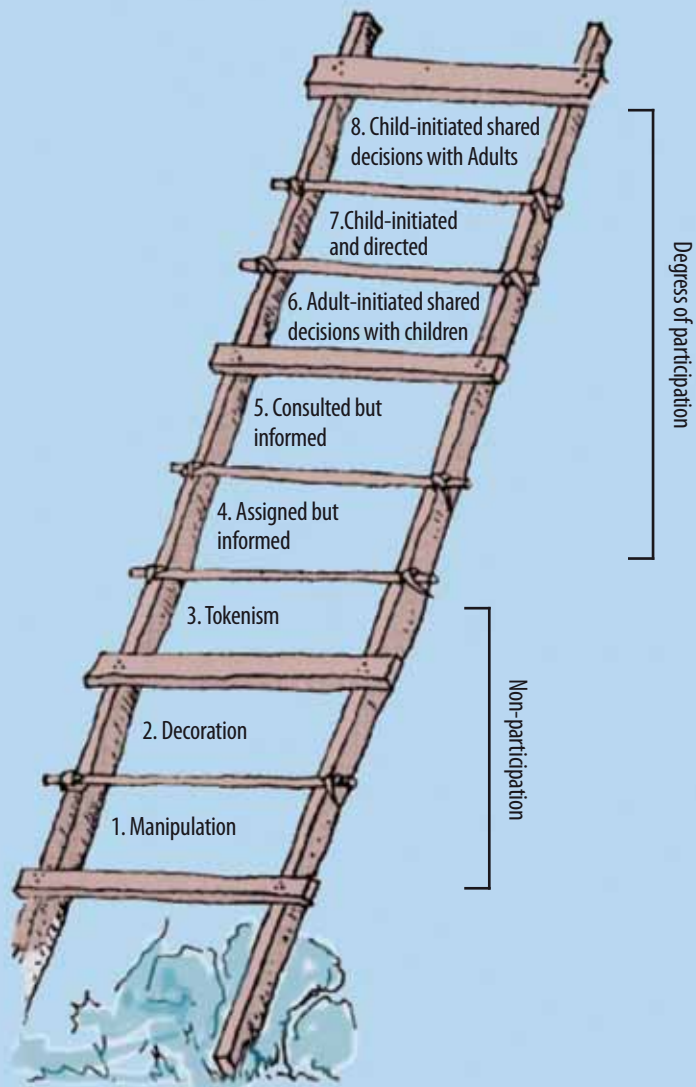 8. Child-initiated shared
decisions with Adults
7.Child-initiated
and directed
6. Adult-initiated shared
decisions with children
5. Consulted but
informed
4. Assigned but
informed
3. Tokenism
2. Decoration
1. Manipulation
Degress of participation
Non-participation